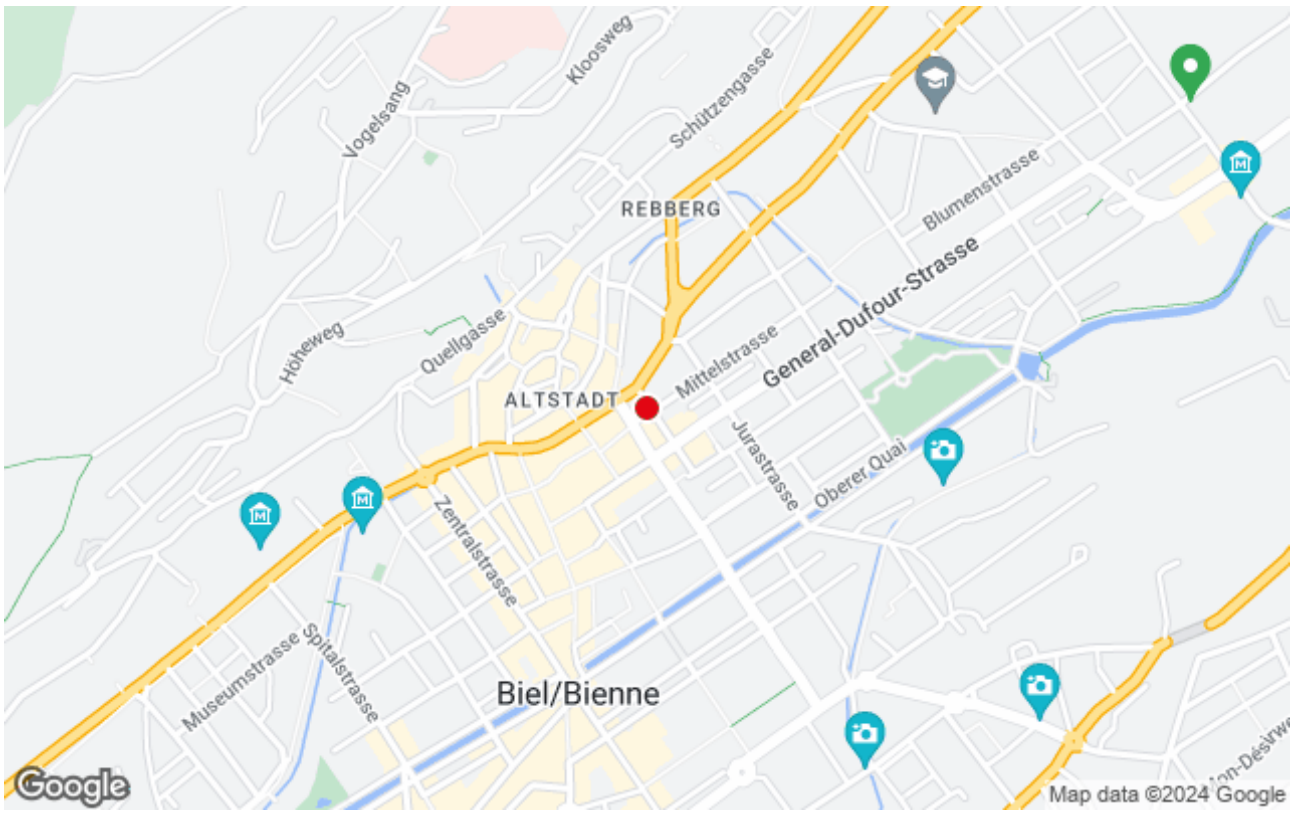 Kloosweg
Vogelsang
Schützengasse
REBBERG
Blumenstrasse
General-Dufour-Strasse
Höheweg
Quellgasse
Mittelstrasse
ALTSTADT
Jurastrasse
Oberer Quai
Zentralstrasse
Museumstrasse
Spitalstrasse
Biel/Bienne
M
M
M
Google
Map data ©2024 Google